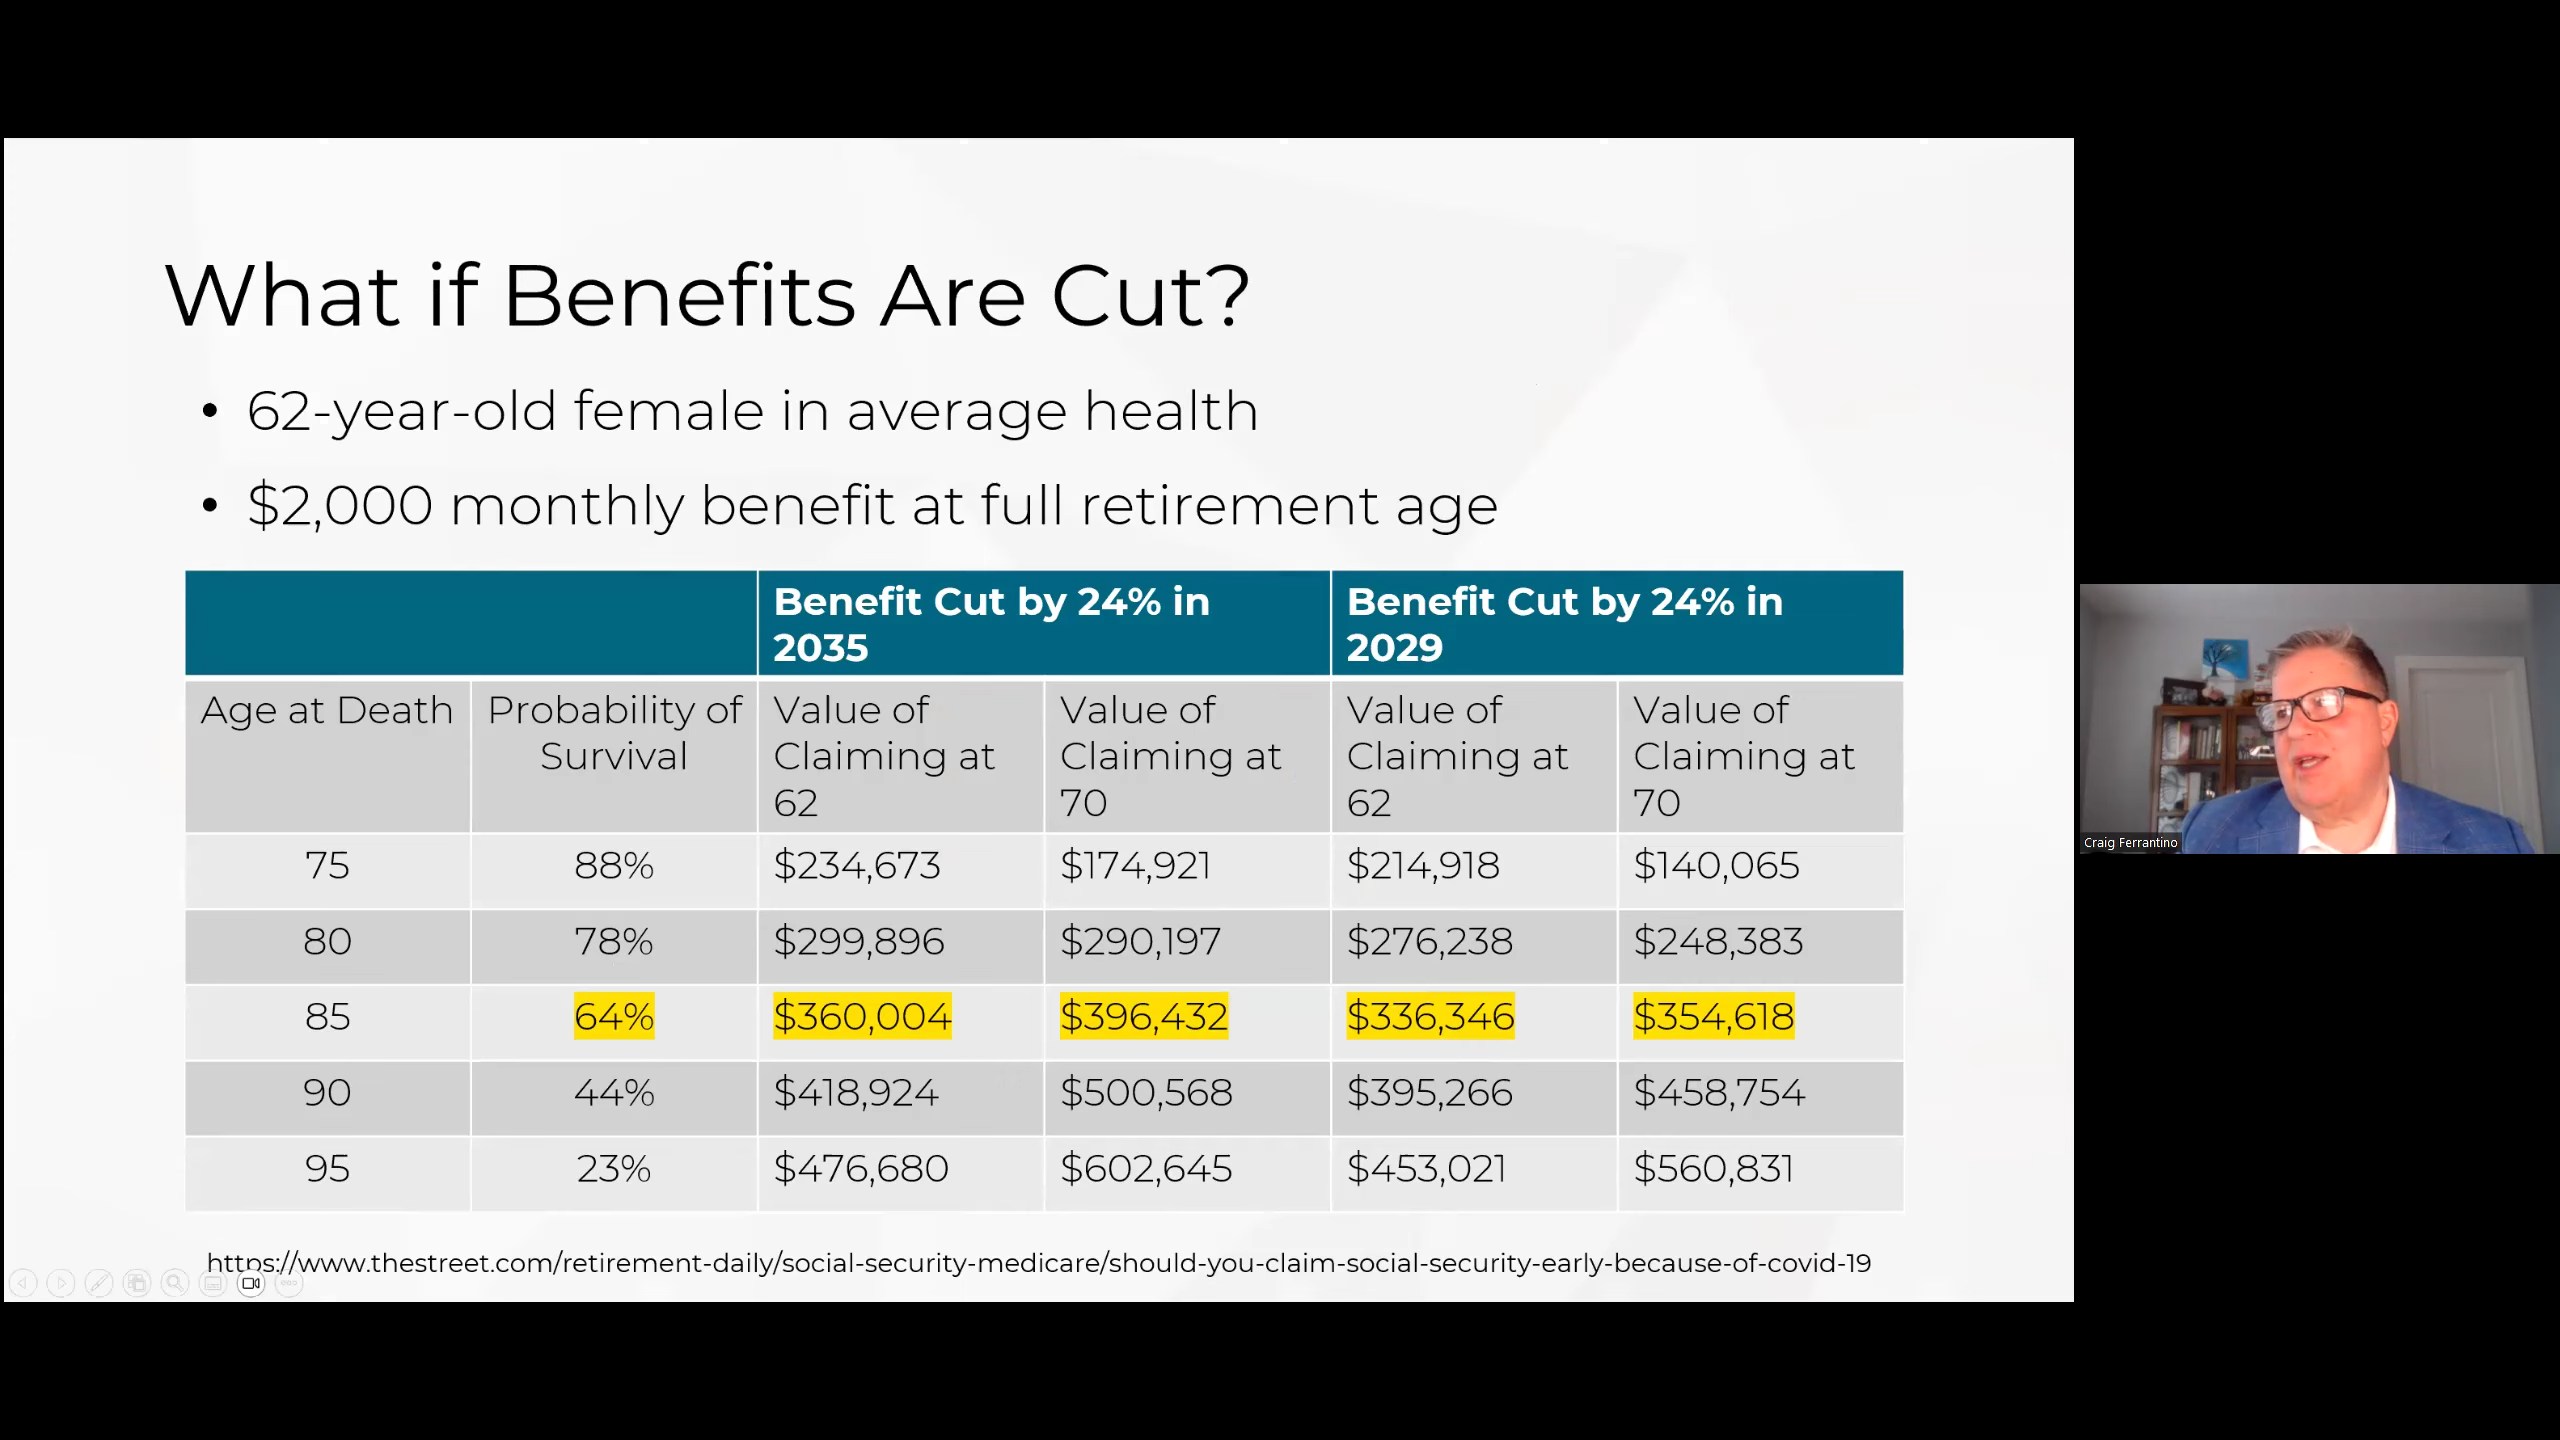 What if Benefits Are Cut?
• 62-year-old female in average health
• $2,000 monthly benefit at full retirement age
Benefit Cut by 24% in
2035
Benefit Cut by 24% in
2029
Age at Death
Probability of
Survival
Value of
Claiming at
62
Value of
Claiming at
70
Value of
Claiming at
62
Value of
Claiming at
70
75 88% $234,673 $174,921 $214,918 $140,065
80 78% $299,896 $290,197 $276,238 $248,383
85 64% $360,004 $396,432 $336,346 $354,618
90 44% $418,924 $500,568 $395,266 $458,754
95 23% $476,680 $602,645 $453,021 $560,831
https://www.thestreet.com/retirement-daily/social-security-medicare/should-you-claim-social-security-early-because-of-covid-19
Craig Ferrantino